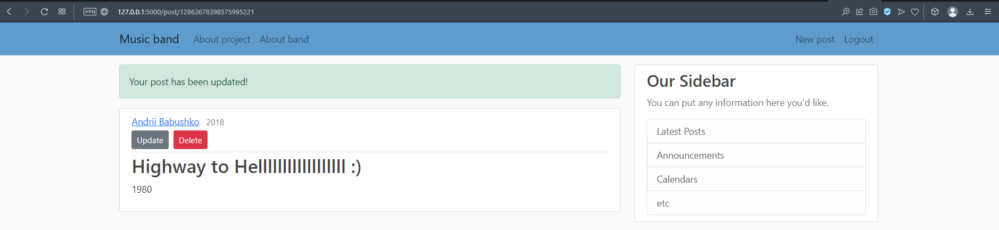 VPN 127.0.0.1:5000/post/12863678398575995221
Music band About project About band New post Logout
Your post has been updated!
Andrii Babushko 2018
Update Delete
Highway to Hellllllllllllllllll :)
1980
Our Sidebar
You can put any information here you'd like.
Latest Posts
Announcements
Calendars
etc